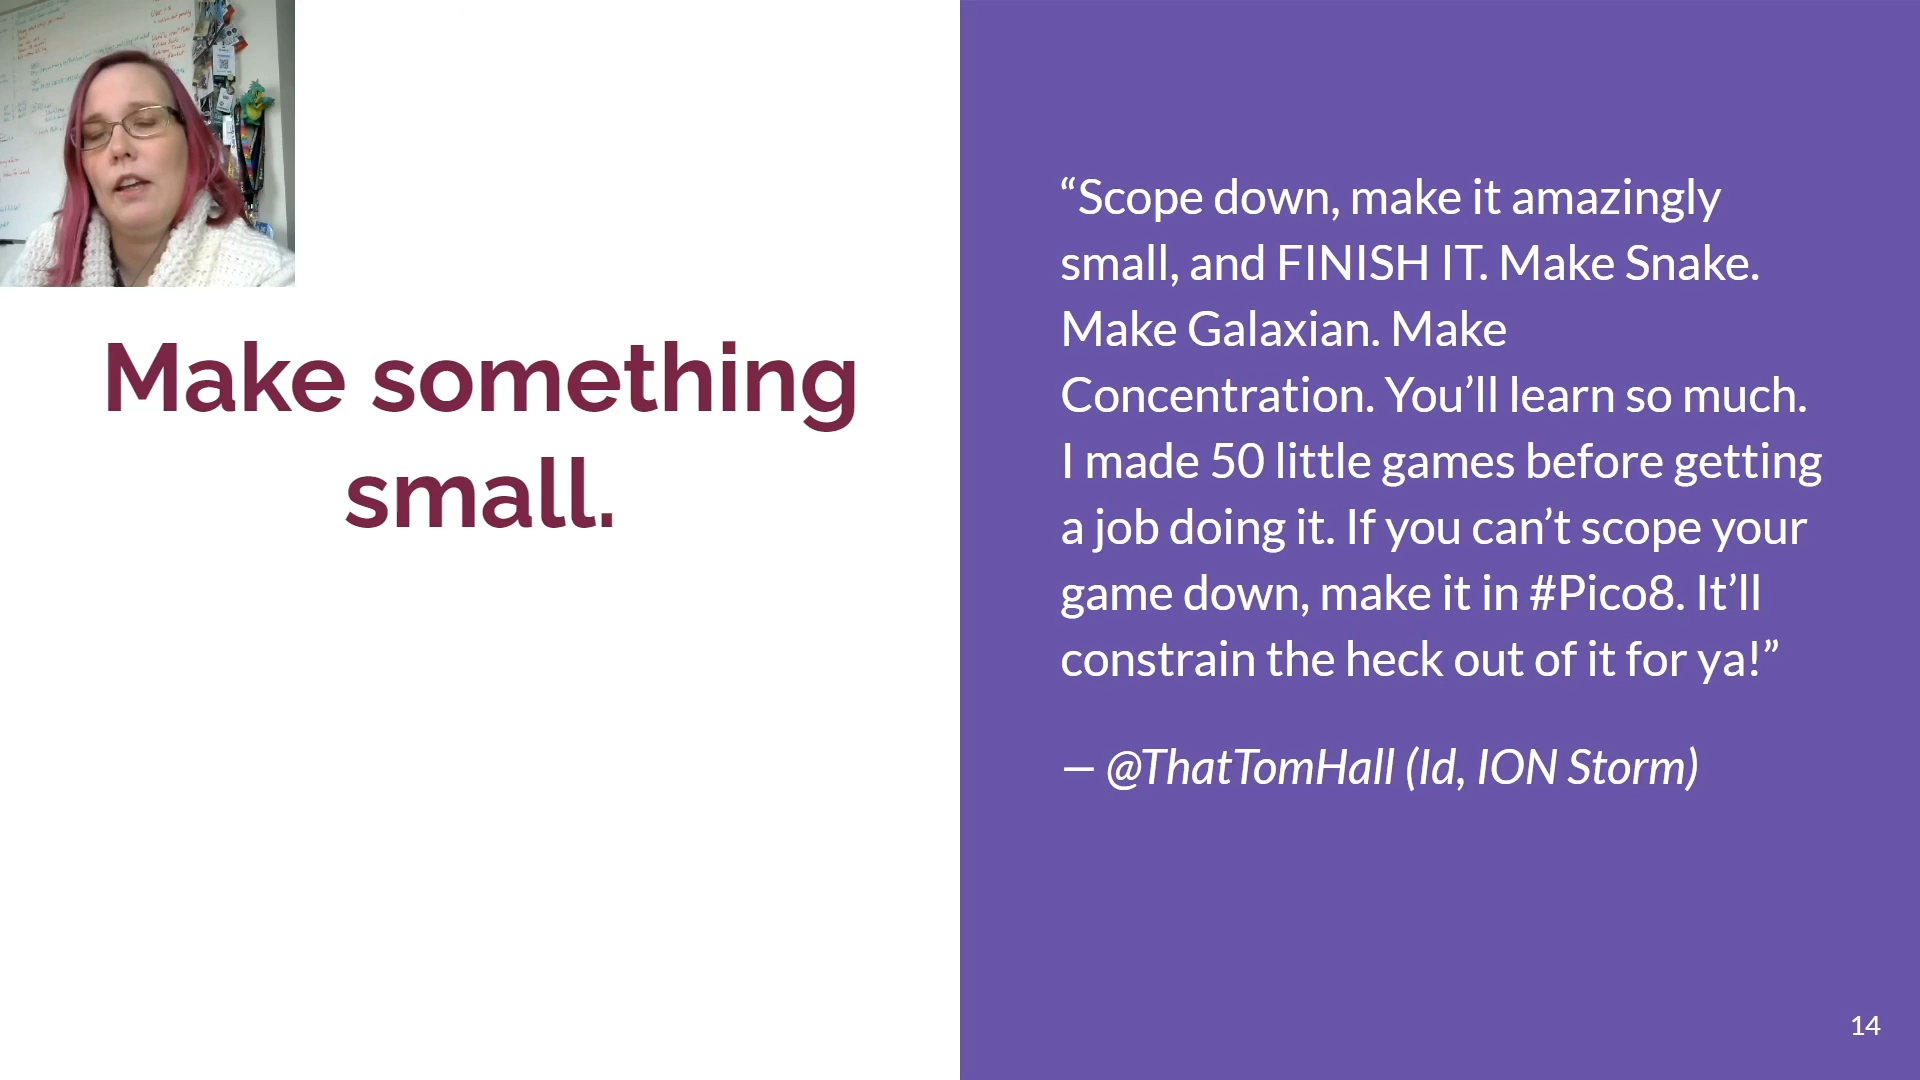 Make something
small.
“Scope down, make it amazingly
small, and FINISH IT. Make Snake.
Make Galaxian. Make
Concentration. You’ll learn so much.
I made 50 little games before getting
a job doing it. If you can’t scope your
game down, make it in #Pico8. It’ll
constrain the heck out of it for ya!”
— @ThatTomHall (Id, ION Storm)
14